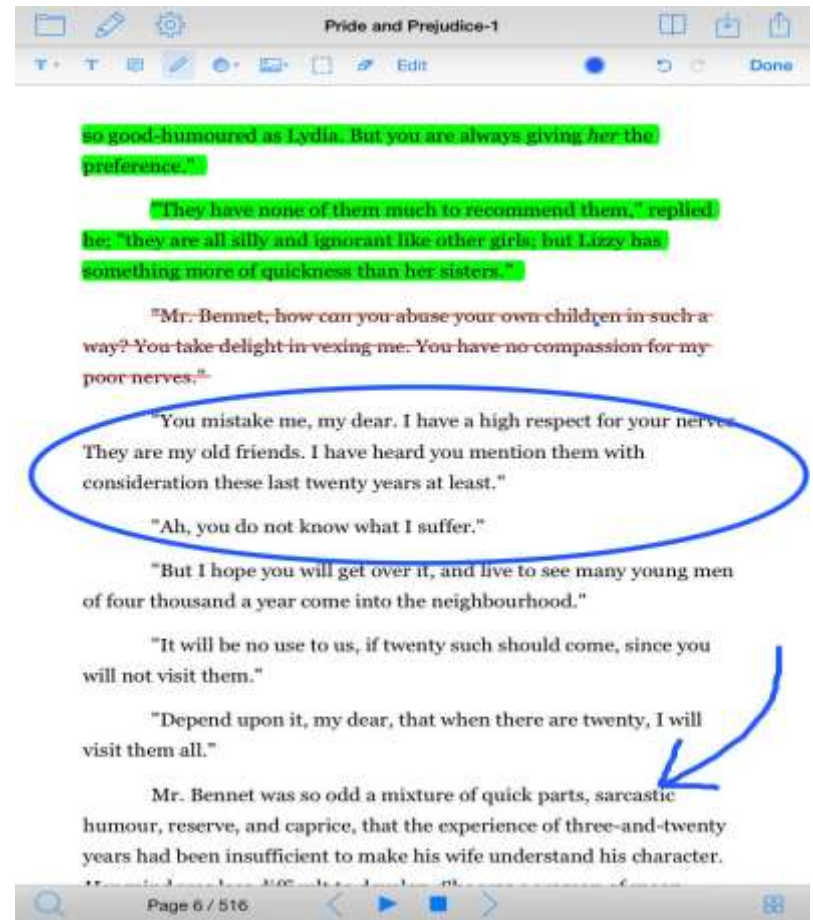 Pride and Prejudice-1
T T Edit Done
so good-humoured as Lydia. But you are always giving her the
preference."
"They have none of them much to recommend them," replied
he; "they are all silly and ignorant like other girls; but Lizzy has
something more of quickness than her sisters."
"Mr. Bennet, how can you abuse your own children in such a
way? You take delight in vexing me. You have no compassion for my
poor nerves."
"You mistake me, my dear. I have a high respect for your nerves.
They are my old friends. I have heard you mention them with
consideration these last twenty years at least."
"Ah, you do not know what I suffer."
"But I hope you will get over it, and live to see many young men
of four thousand a year come into the neighbourhood."
"It will be no use to us, if twenty such should come, since you
will not visit them."
"Depend upon it, my dear, that when there are twenty, I will
visit them all."
Mr. Bennet was so odd a mixture of quick parts, sarcastic
humour, reserve, and caprice, that the experience of three-and-twenty
years had been insufficient to make his wife understand his character.
Page 6 / 516